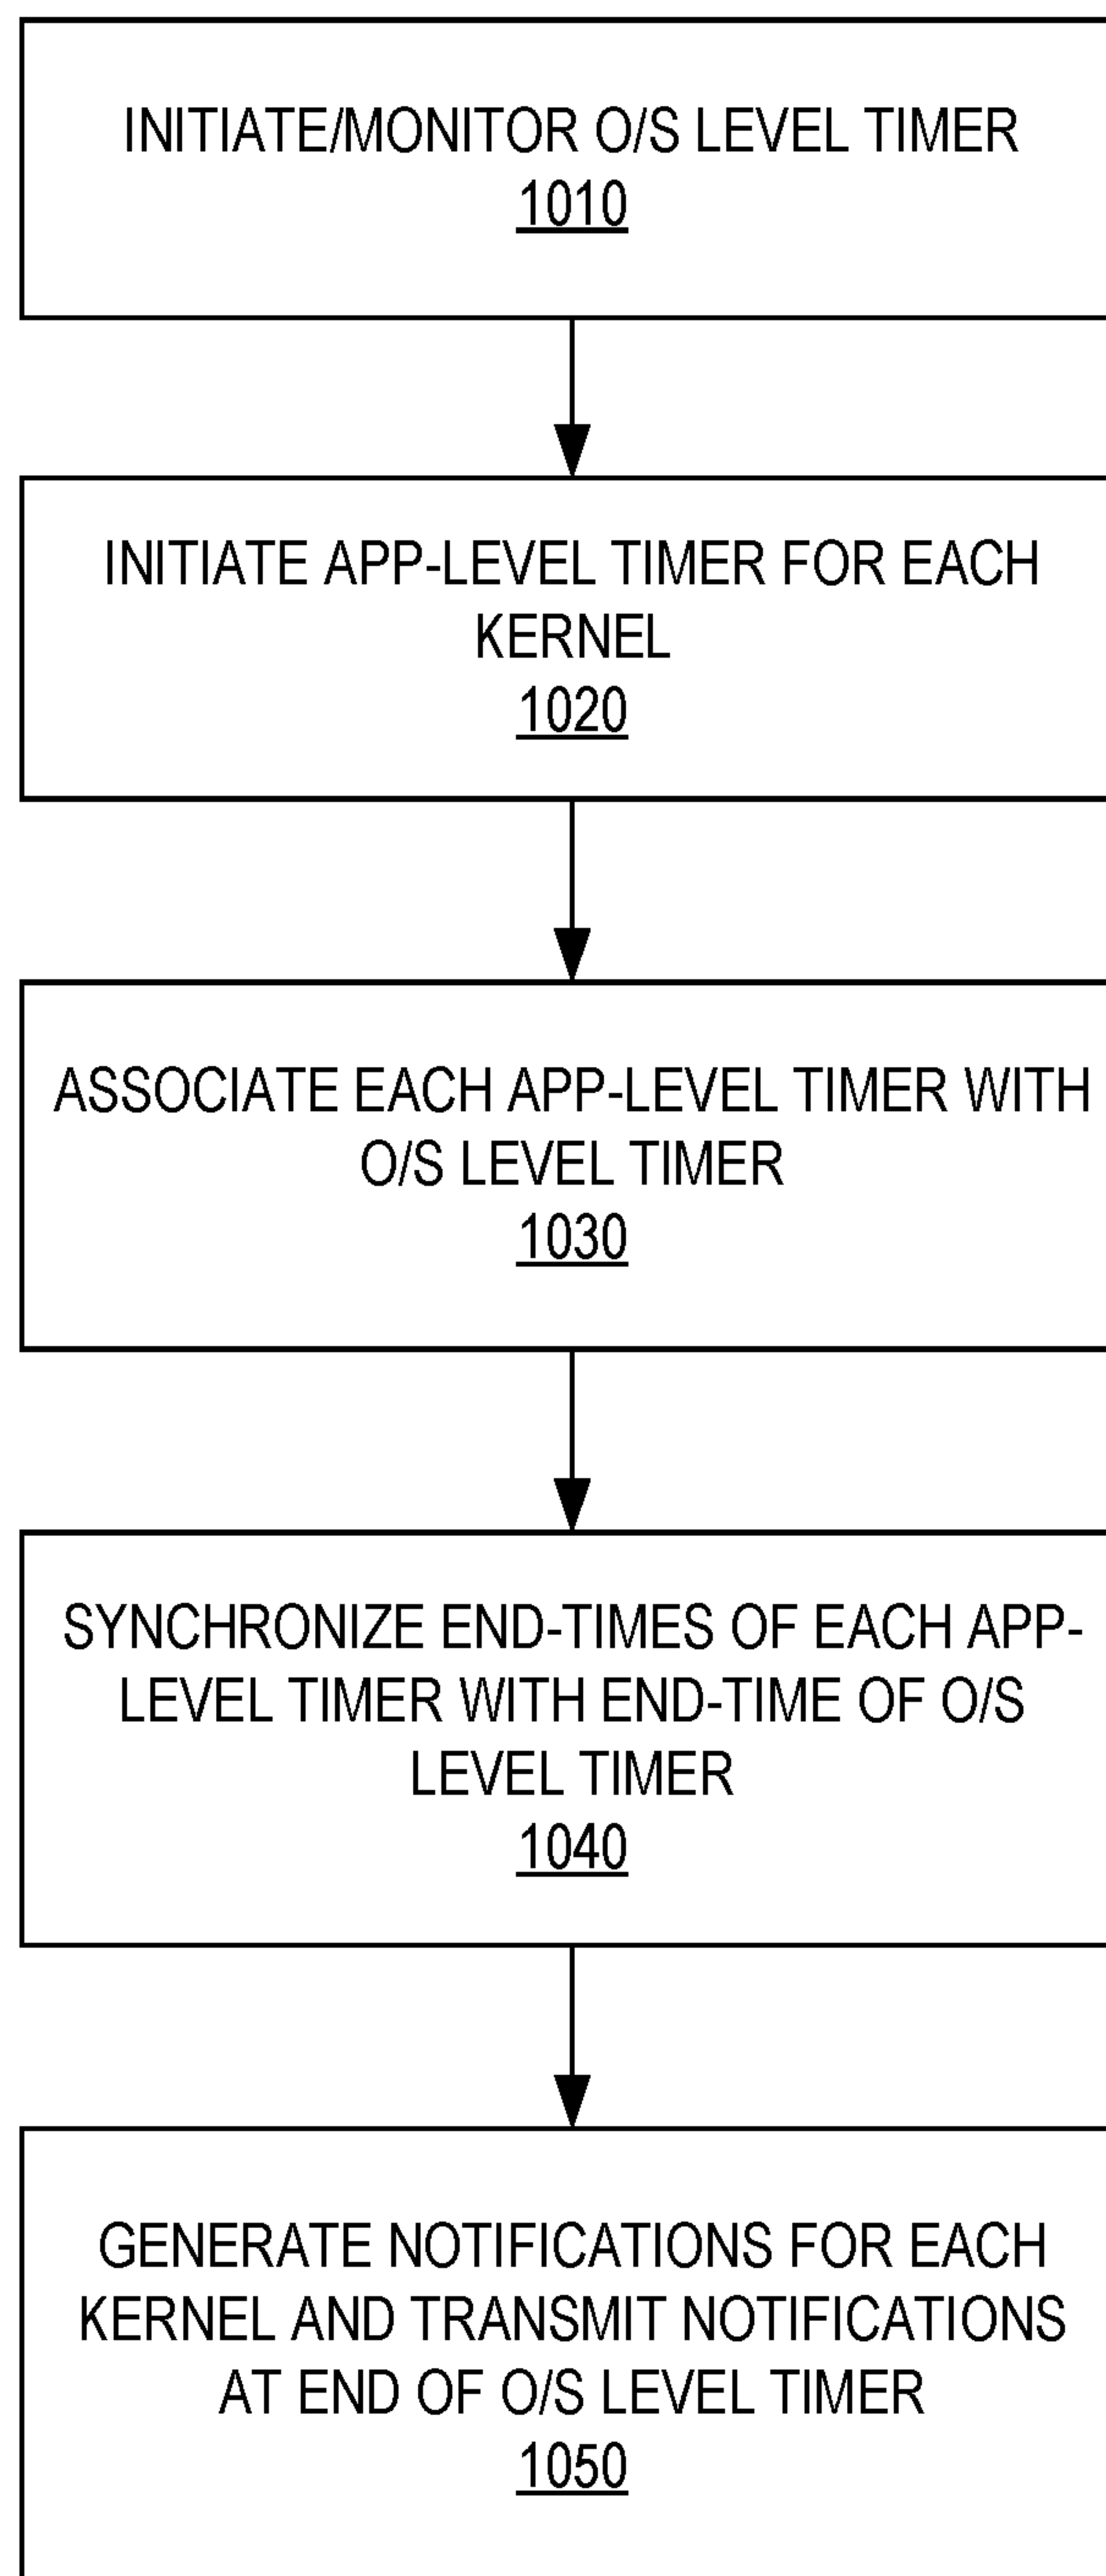 INITIATE/MONITOR O/S LEVEL TIMER
1010
INITIATE APP-LEVEL TIMER FOR EACH
KERNEL
1020
ASSOCIATE EACH APP-LEVEL TIMER WITH
O/S LEVEL TIMER
1030
SYNCHRONIZE END-TIMES OF EACH APP-
LEVEL TIMER WITH END-TIME OF O/S
LEVEL TIMER
1040
GENERATE NOTIFICATIONS FOR EACH
KERNEL AND TRANSMIT NOTIFICATIONS
AT END OF O/S LEVEL TIMER
1050